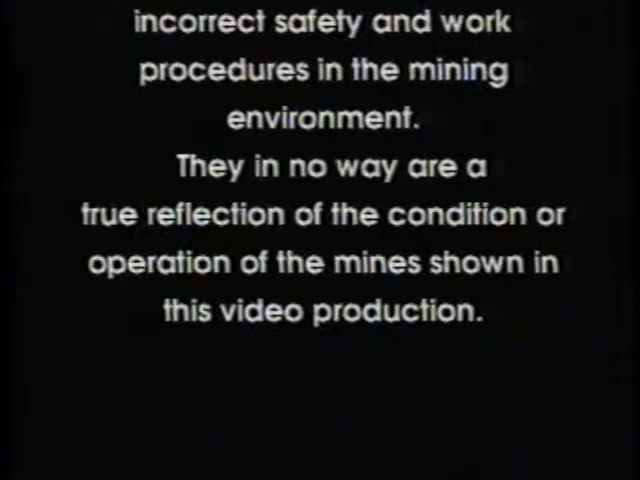 incorrect safety and work
procedures in the mining
environment.
They in no way are a
true reflection of the condition or
operation of the mines shown in
this video production.